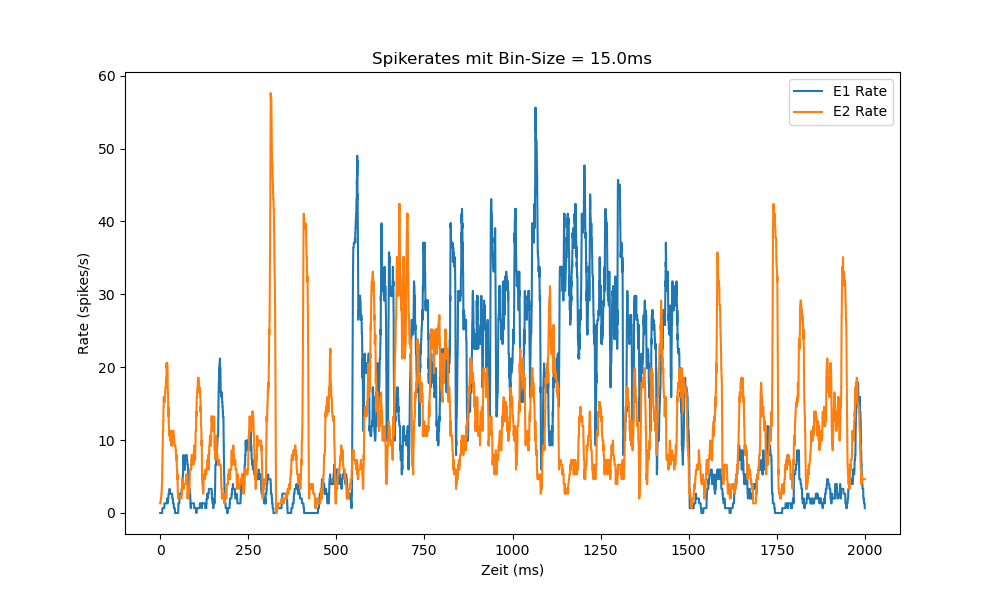 Spikerates mit Bin-Size = 15.0ms
E1 Rate
E2 Rate
Rate (spikes/s)
60
50
40
30
20
10
0
0 250 500 750 1000 1250 1500 1750 2000
Zeit (ms)